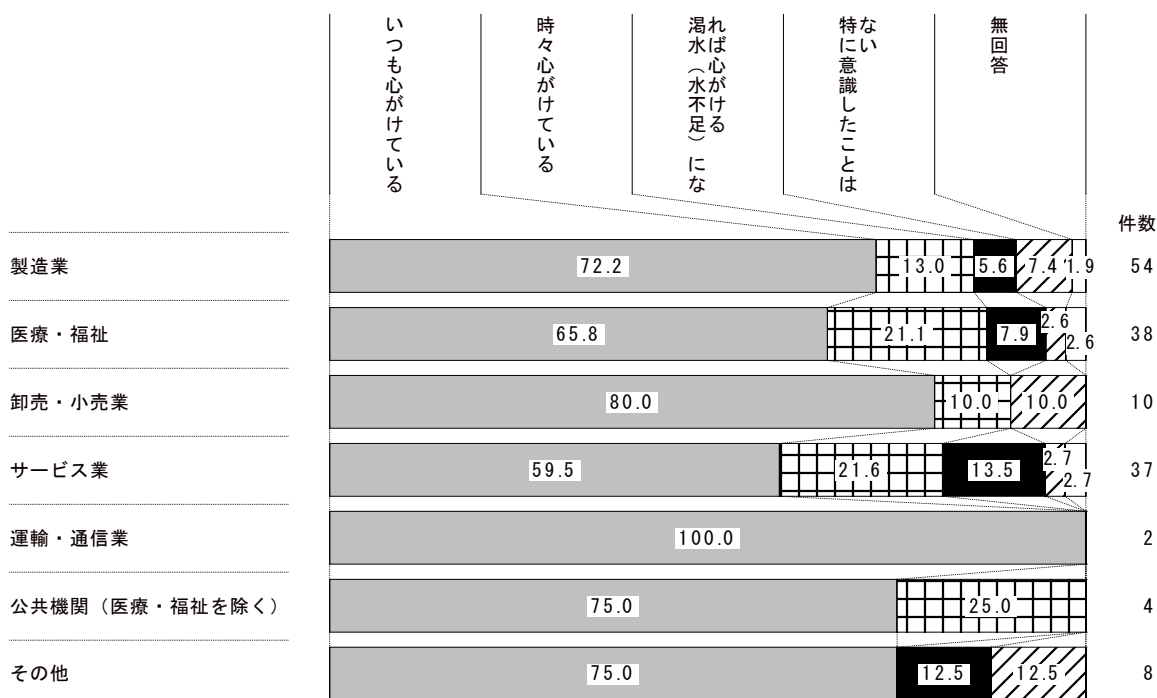 いつも心がけている
時々心がけている
渇水（水不足）にな
れば心がける
特に意識したことは
ない
無回答
件数
製造業
72.2
13.0
5.6
7.4
1.9
54
医療・福祉
65.8
21.1
7.9
2.6
2.6
38
卸売・小売業
80.0
10.0
10.0
10
サービス業
59.5
21.6
13.5
2.7
2.7
37
運輸・通信業
100.0
2
公共機関（医療・福祉を除く）
75.0
25.0
4
その他
75.0
12.5
12.5
8